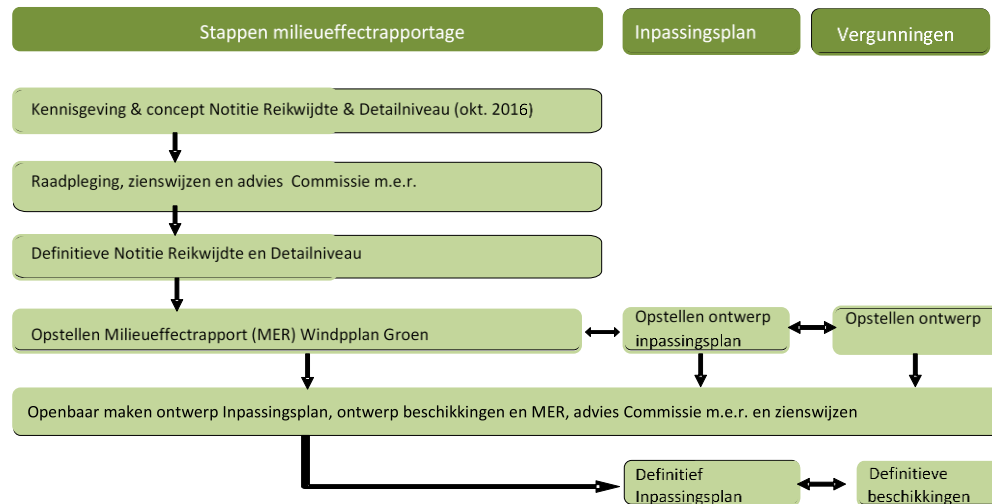 Stappen milieueffectrapportage
Inpassingsplan
Vergunningen
Kennisgeving & concept Notitie Reikwijdte & Detailniveau (okt. 2016)
Raadpleging, zienswijzen en advies Commissie m.e.r.
Definitieve Notitie Reikwijdte en Detailniveau
Opstellen Milieueffectrapport (MER) Windpplan Groen
Opstellen ontwerp
inpassingsplan
Opstellen ontwerp
Openbaar maken ontwerp Inpassingsplan, ontwerp beschikkingen en MER, advies Commissie m.e.r. en zienswijzen
Definitief
Inpassingsplan
Definitieve
beschikkingen